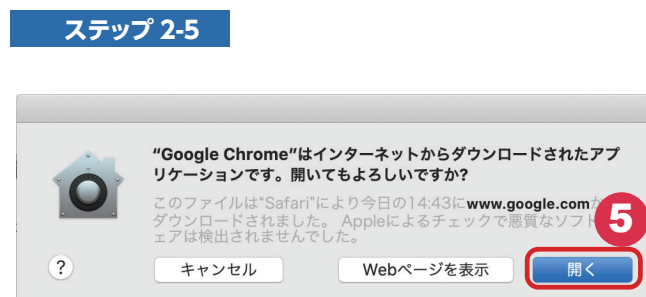 ステップ 2-5
“Google Chrome”はインターネットからダウンロードされたアプ
リケーションです。開いてもよろしいですか?
このファイルは“Safari”により今日の14:43にwww.google.comか
ダウンロードされました。 Appleによるチェックで悪質なソフト
ェアは検出されませんでした。
5
?
キャンセル
Webページを表示
開く